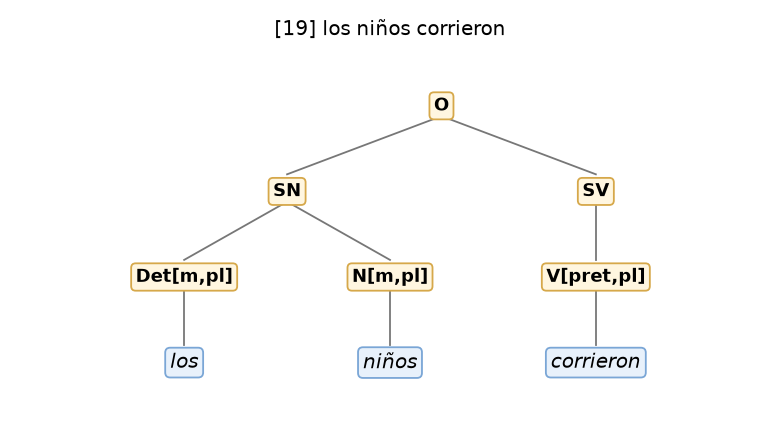 [19] los niños corrieron
O
SN SV
Det[m,pl] N[m,pl] V[pret,pl]
los niños corrieron